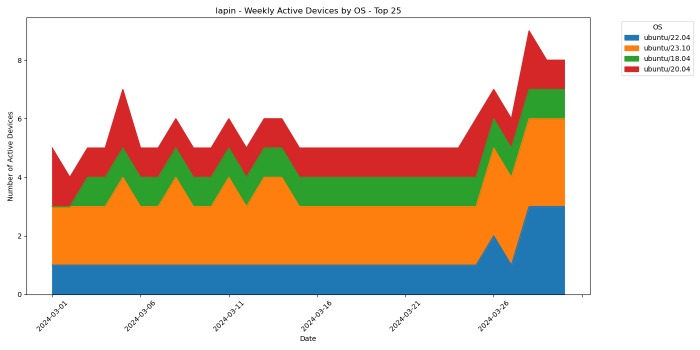 lapin - Weekly Active Devices by OS - Top 25
OS
ubuntu/22.04
ubuntu/23.10
ubuntu/18.04
ubuntu/20.04
Number of Active Devices
8
6
4
2
0
2024-03-01
2024-03-06
2024-03-11
2024-03-16
2024-03-21
2024-03-26
Date